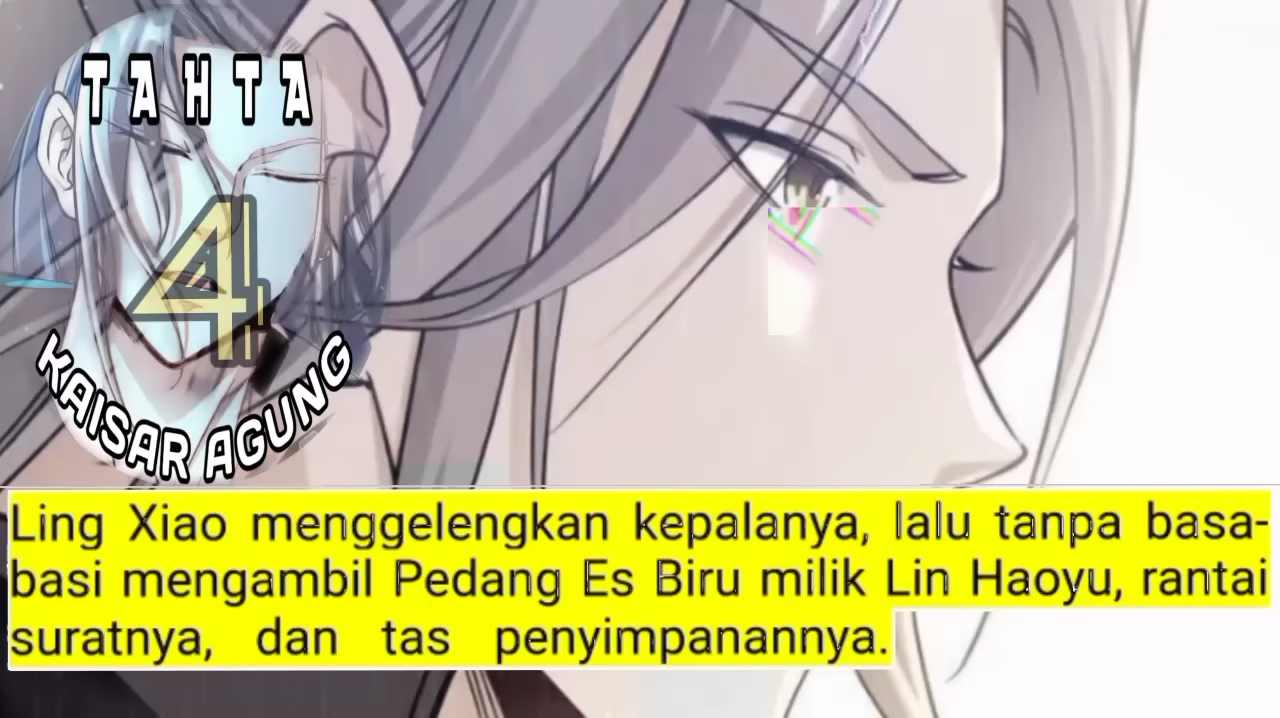 TAHTA
4
KAISAR AGUNG
Ling Xiao menggelengkan kepalanya, lalu tanpa basa-
basi mengambil Pedang Es Biru milik Lin Haoyu, rantai
suratnya, dan tas penyimpanannya.